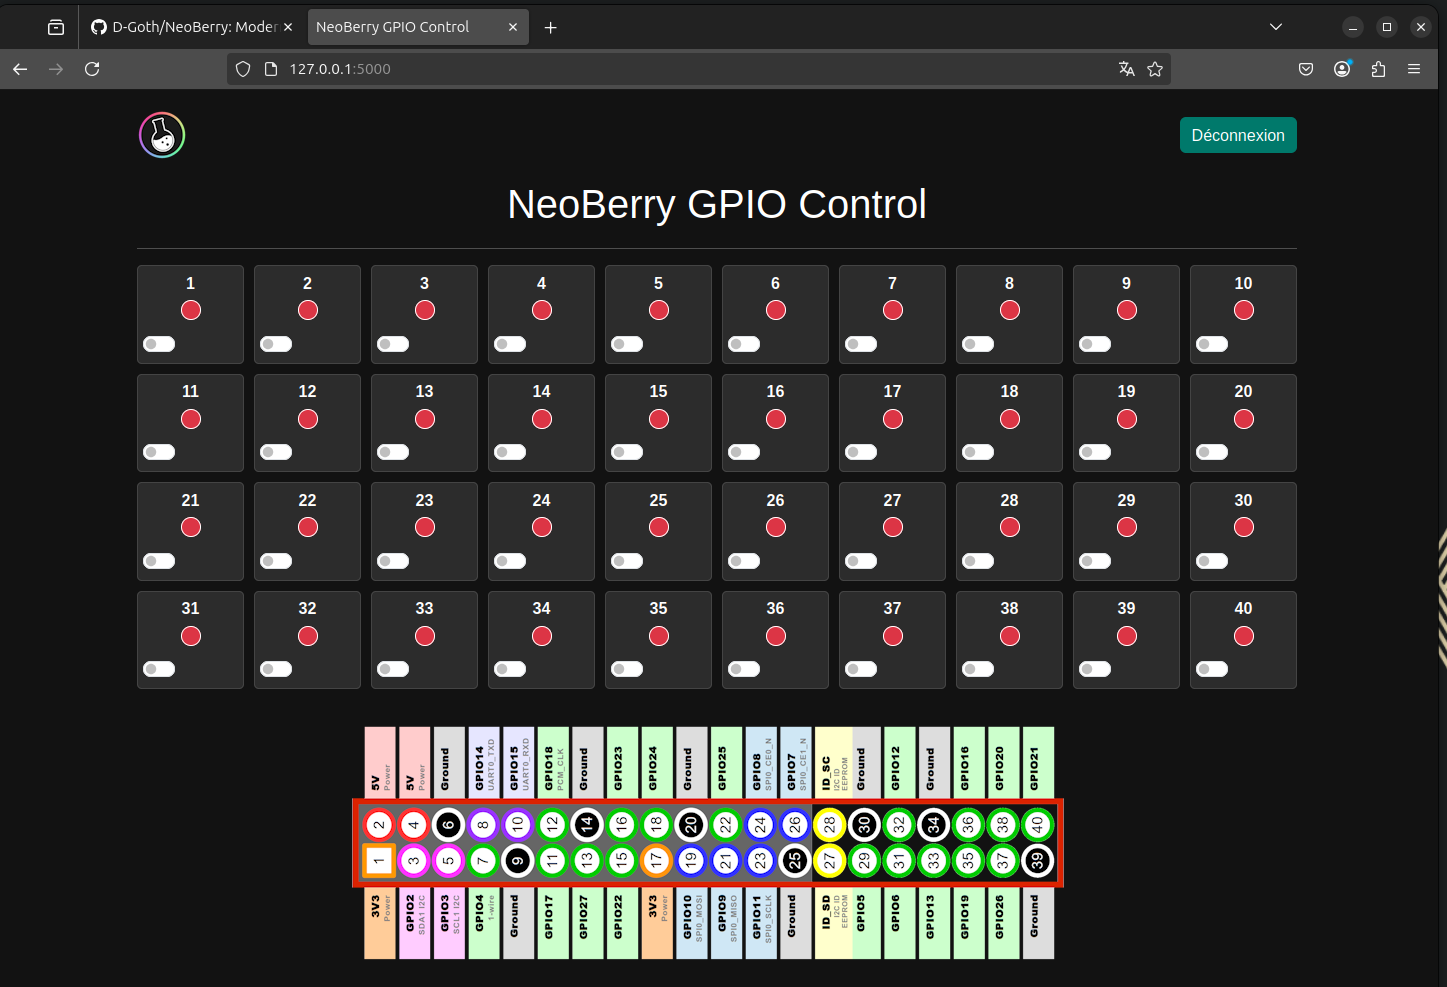 D-Goth/NeoBerry: Moder
NeoBerry GPIO Control
127.0.0.1:5000
Déconnexion
NeoBerry GPIO Control
1 2 3 4 5 6 7 8 9 10
11 12 13 14 15 16 17 18 19 20
21 22 23 24 25 26 27 28 29 30
31 32 33 34 35 36 37 38 39 40
5V Power
5V Power
Ground
GPIO14 UART0_TXD
GPIO15 UART0_RXD
GPIO18 PCM_CLK
Ground
GPIO23
GPIO24
Ground
GPIO25
GPIO8 SPI0_CE0_N
GPIO7 SPI0_CE1_N
ID_SC I2C ID EEPROM
Ground
GPIO12
Ground
GPIO16
GPIO20
GPIO21
2 4 6 8 10 12 14 16 18 20 22 24 26 28 30 32 34 36 38 40
1 3 5 7 9 11 13 15 17 19 21 23 25 27 29 31 33 35 37 39
3V3 Power
GPIO2 SDA1 I2C
GPIO3 SCL1 I2C
GPIO4 1-wire
Ground
GPIO17
GPIO27
GPIO22
3V3 Power
GPIO10 SPI0_MOSI
GPIO9 SPI0_MISO
GPIO11 SPI0_SCLK
Ground
ID_SD I2C ID EEPROM
GPIO5
GPIO6
GPIO13
GPIO19
GPIO26
Ground